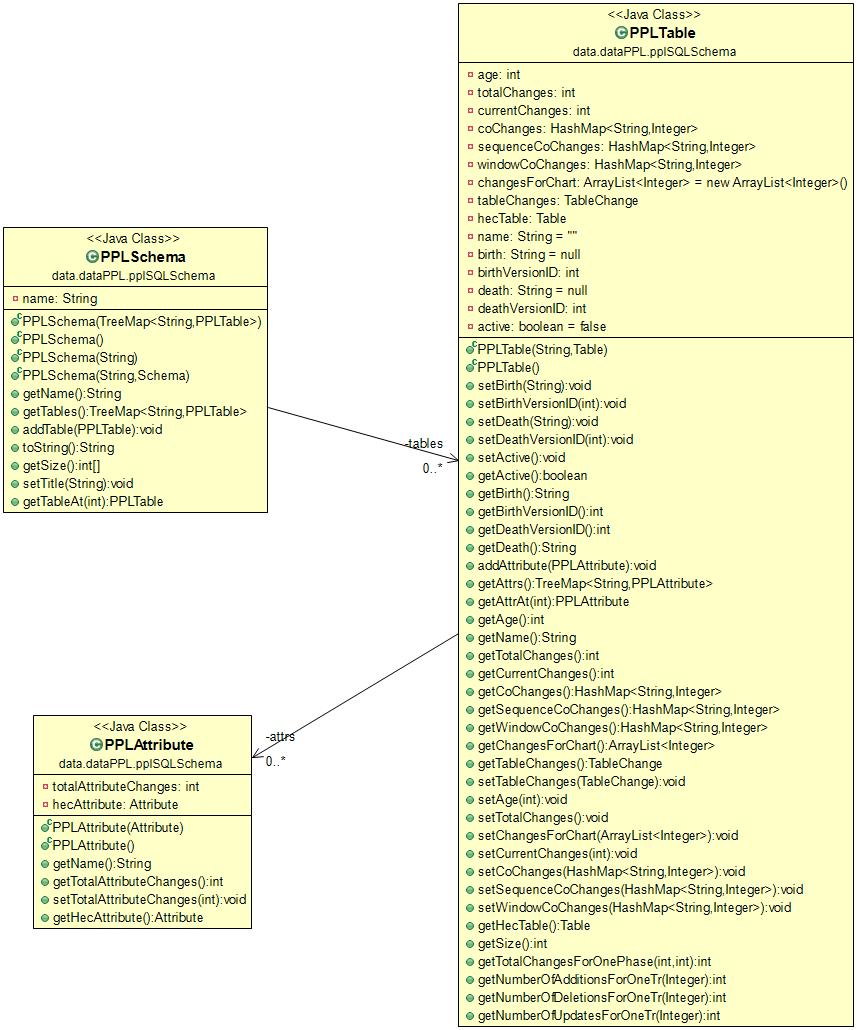 <<Java Class>>
PPLTable
data.dataPPL.pplSQLSchema
age: int
totalChanges: int
currentChanges: int
coChanges: HashMap<String,Integer>
sequenceCoChanges: HashMap<String,Integer>
windowCoChanges: HashMap<String,Integer>
changesForChart: ArrayList<Integer> = new ArrayList<Integer>()
tableChanges: TableChange
hecTable: Table
name: String = ""
birth: String = null
birthVersionID: int
death: String = null
deathVersionID: int
active: boolean = false
PPLTable(String,Table)
PPLTable()
setBirth(String):void
setBirthVersionID(int):void
setDeath(String):void
setDeathVersionID(int):void
setActive():void
getActive():boolean
getBirth():String
getBirthVersionID():int
getDeathVersionID():int
getDeath():String
addAttribute(PPLAttribute):void
getAttrs():TreeMap<String,PPLAttribute>
getAttrAt(int):PPLAttribute
getAge():int
getName():String
getTotalChanges():int
getCurrentChanges():int
getCoChanges():HashMap<String,Integer>
getSequenceCoChanges():HashMap<String,Integer>
getWindowCoChanges():HashMap<String,Integer>
getChangesForChart():ArrayList<Integer>
getTableChanges():TableChange
setTableChanges(TableChange):void
setAge(int):void
setTotalChanges():void
setChangesForChart(ArrayList<Integer>):void
setCurrentChanges(int):void
setCoChanges(HashMap<String,Integer>):void
setSequenceCoChanges(HashMap<String,Integer>):void
setWindowCoChanges(HashMap<String,Integer>):void
getHecTable():Table
getSize():int
getTotalChangesForOnePhase(int,int):int
getNumberOfAdditionsForOneTr(Integer):int
getNumberOfDeletionsForOneTr(Integer):int
getNumberOfUpdatesForOneTr(Integer):int
<<Java Class>>
PPLSchema
data.dataPPL.pplSQLSchema
name: String
PPLSchema(TreeMap<String,PPLTable>)
PPLSchema()
PPLSchema(String)
PPLSchema(String,Schema)
getName():String
getTables():TreeMap<String,PPLTable>
addTable(PPLTable):void
toString():String
getSize():int[]
setTitle(String):void
getTableAt(int):PPLTable
-tables
0..*
<<Java Class>>
PPLAttribute
data.dataPPL.pplSQLSchema
totalAttributeChanges: int
hecAttribute: Attribute
PPLAttribute(Attribute)
PPLAttribute()
getName():String
getTotalAttributeChanges():int
setTotalAttributeChanges(int):void
getHecAttribute():Attribute
-attrs
0..*